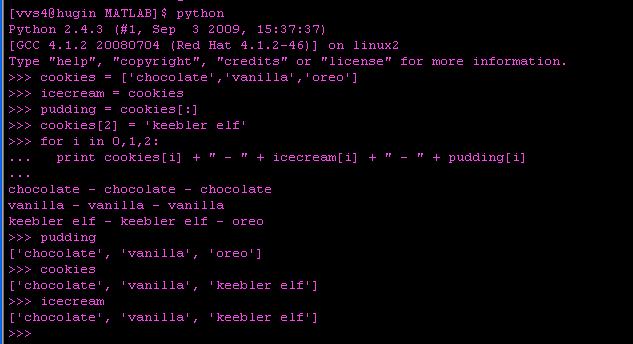 [vvs4@hugin MATLAB]$ python
Python 2.4.3 (#1, Sep  3 2009, 15:37:37)
[GCC 4.1.2 20080704 (Red Hat 4.1.2-46)] on linux2
Type "help", "copyright", "credits" or "license" for more information.
>>> cookies = ['chocolate','vanilla','oreo']
>>> icecream = cookies
>>> pudding = cookies[:]
>>> cookies[2] = 'keebler elf'
>>> for i in 0,1,2:
...   print cookies[i] + " - " + icecream[i] + " - " + pudding[i]
...
chocolate - chocolate - chocolate
vanilla - vanilla - vanilla
keebler elf - keebler elf - oreo
>>> pudding
['chocolate', 'vanilla', 'oreo']
>>> cookies
['chocolate', 'vanilla', 'keebler elf']
>>> icecream
['chocolate', 'vanilla', 'keebler elf']
>>>